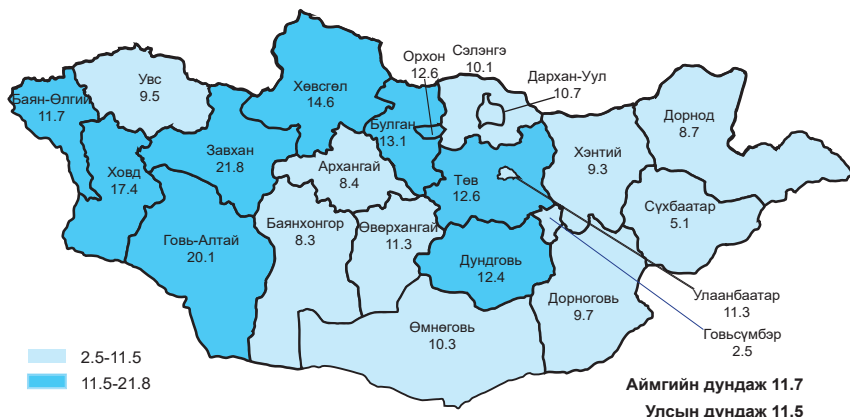 Орхон
12.6
Сэлэнгэ
10.1
Дархан-Уул
10.7
Увс
9.5
Хөвсгөл
14.6
Баян-Өлгий
11.7
Булган
13.1
Дорнод
8.7
Завхан
21.8
Хэнтий
9.3
Ховд
17.4
Архангай
8.4
Төв
12.6
Сүхбаатар
5.1
Говь-Алтай
20.1
Баянхонгор
8.3
Өвөрхангай
11.3
Дундговь
12.4
Улаанбаатар
11.3
Дорноговь
9.7
Говьсүмбэр
2.5
Өмнөговь
10.3
2.5-11.5
11.5-21.8
Аймгийн дундаж 11.7
Улсын дундаж 11.5